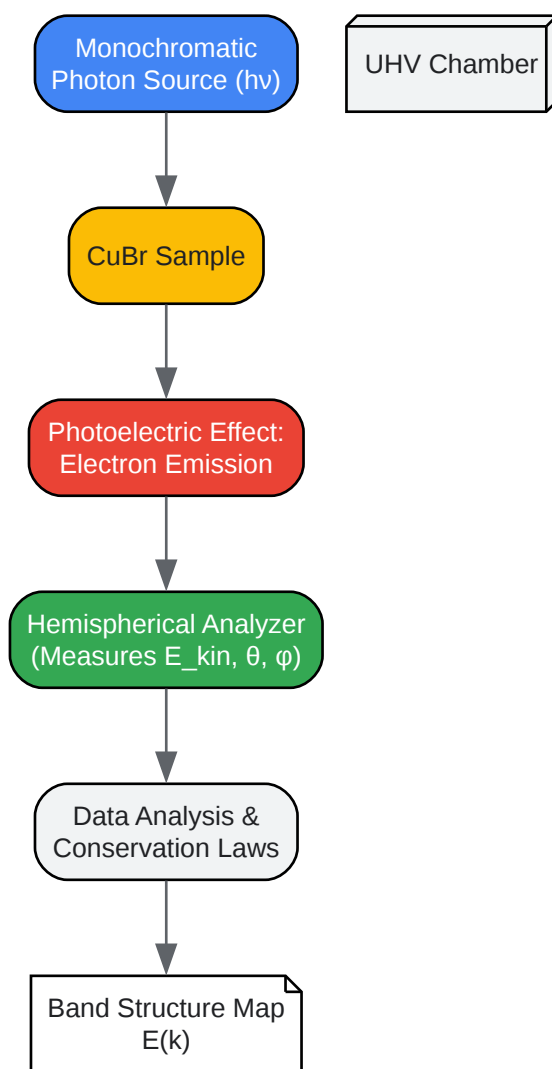 Monochromatic
Photon Source (hν)
UHV Chamber
CuBr Sample
Photoelectric Effect:
Electron Emission
Hemispherical Analyzer
(Measures E_kin, θ, φ)
Data Analysis &
Conservation Laws
Band Structure Map
E(k)